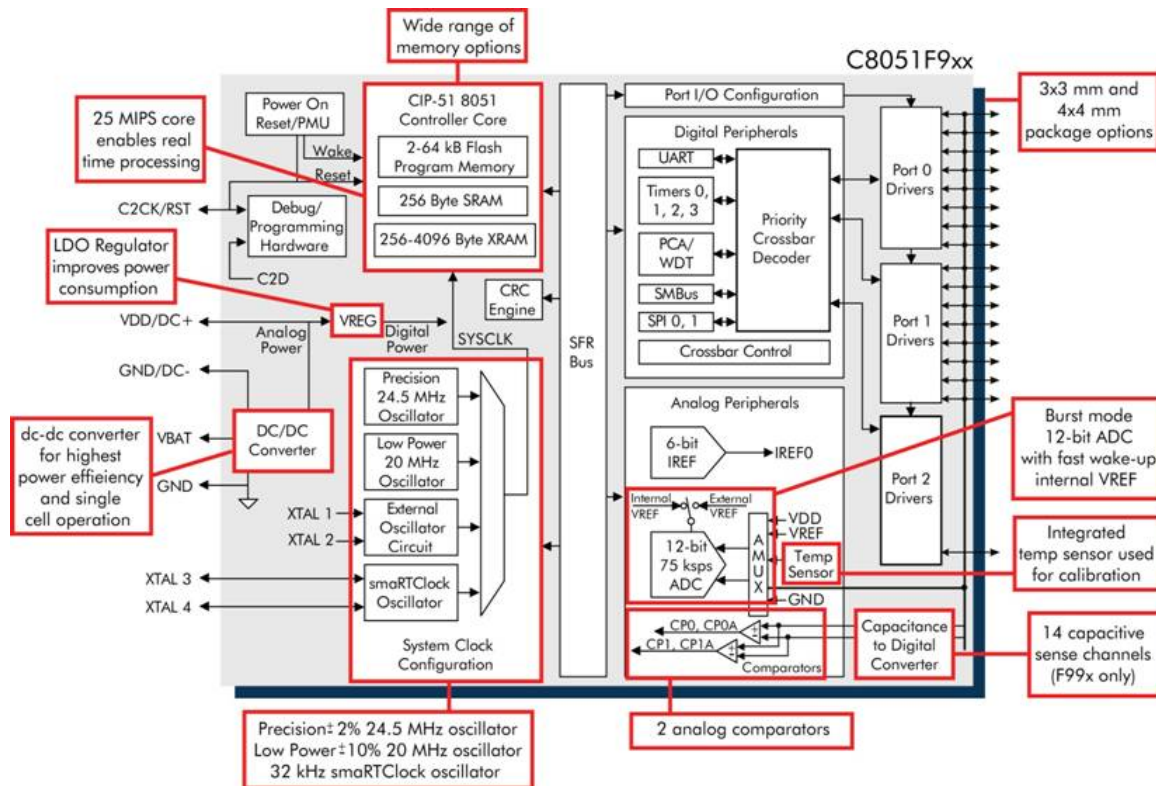 Wide range of
memory options
C8051F9xx
25 MIPS core
enables real
time processing
Power On
Reset/PMU
Wake
Reset
CIP-51 8051
Controller Core
2-64 kB Flash
Program Memory
256 Byte SRAM
256-4096 Byte XRAM
C2CK/RST
Debug/
Programming
Hardware
C2D
LDO Regulator
improves power
consumption
VDD/DC+
Analog
Power
VREG
Digital
Power
SYSCLK
CRC
Engine
GND/DC-
dc-dc converter
for highest
power effieiency
and single
cell operation
VBAT
GND
DC/DC
Converter
XTAL 1
XTAL 2
XTAL 3
XTAL 4
Precision
24.5 MHz
Oscillator
Low Power
20 MHz
Oscillator
External
Oscillator
Circuit
smaRTClock
Oscillator
System Clock
Configuration
Precision±2% 24.5 MHz oscillator
Low Power±10% 20 MHz oscillator
32 kHz smaRTClock oscillator
SFR
Bus
Port I/O Configuration
Digital Peripherals
UART
Timers 0,
1, 2, 3
PCA/
WDT
SMBus
SPI 0, 1
Priority
Crossbar
Decoder
Crossbar Control
Analog Peripherals
6-bit
IREF
IREF0
Internal
VREF
External
VREF
12-bit
75 ksps
ADC
AMUX
VDD
VREF
Temp
Sensor
GND
CP0, CP0A
CP1, CP1A
Comparators
2 analog comparators
Capacitance
to Digital
Converter
Port 0
Drivers
Port 1
Drivers
Port 2
Drivers
3x3 mm and
4x4 mm
package options
Burst mode
12-bit ADC
with fast wake-up
internal VREF
Integrated
temp sensor used
for calibration
14 capacitive
sense channels
(F99x only)